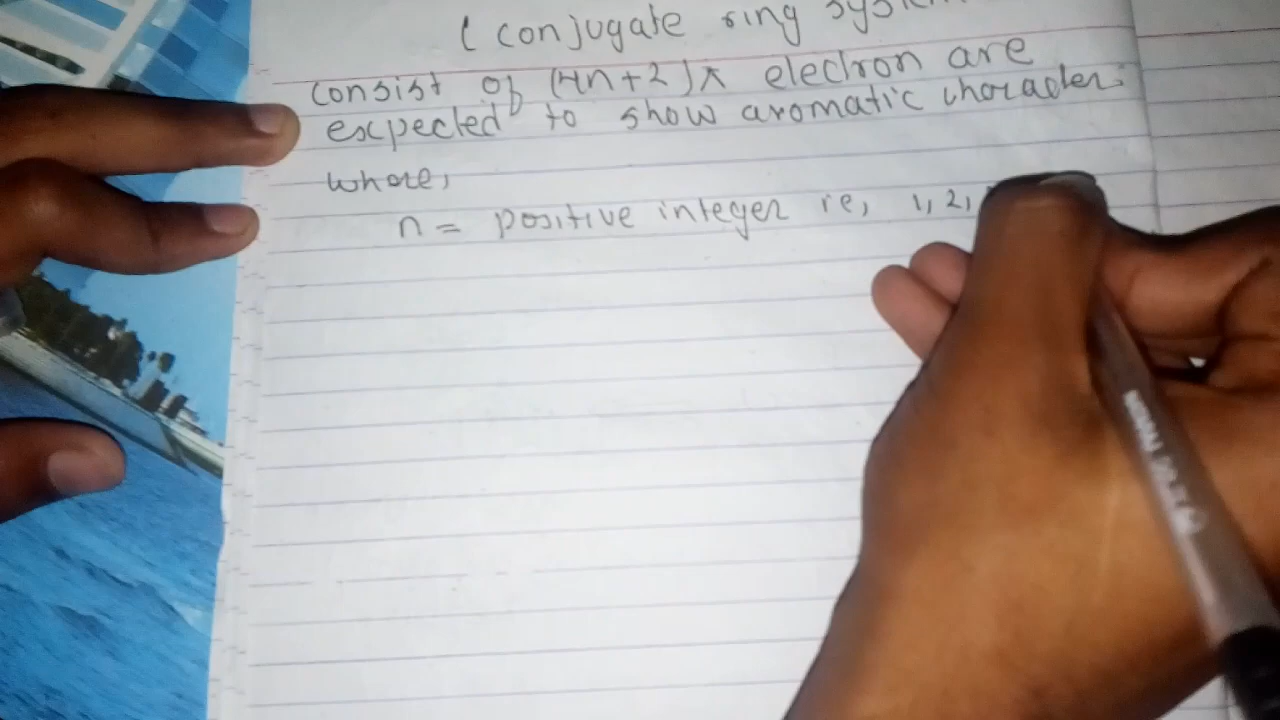 ( conjugate ring system
consist of (4n+2)π electron are
expected to show aromatic character.
where,
n = positive integer ie, 1, 2,